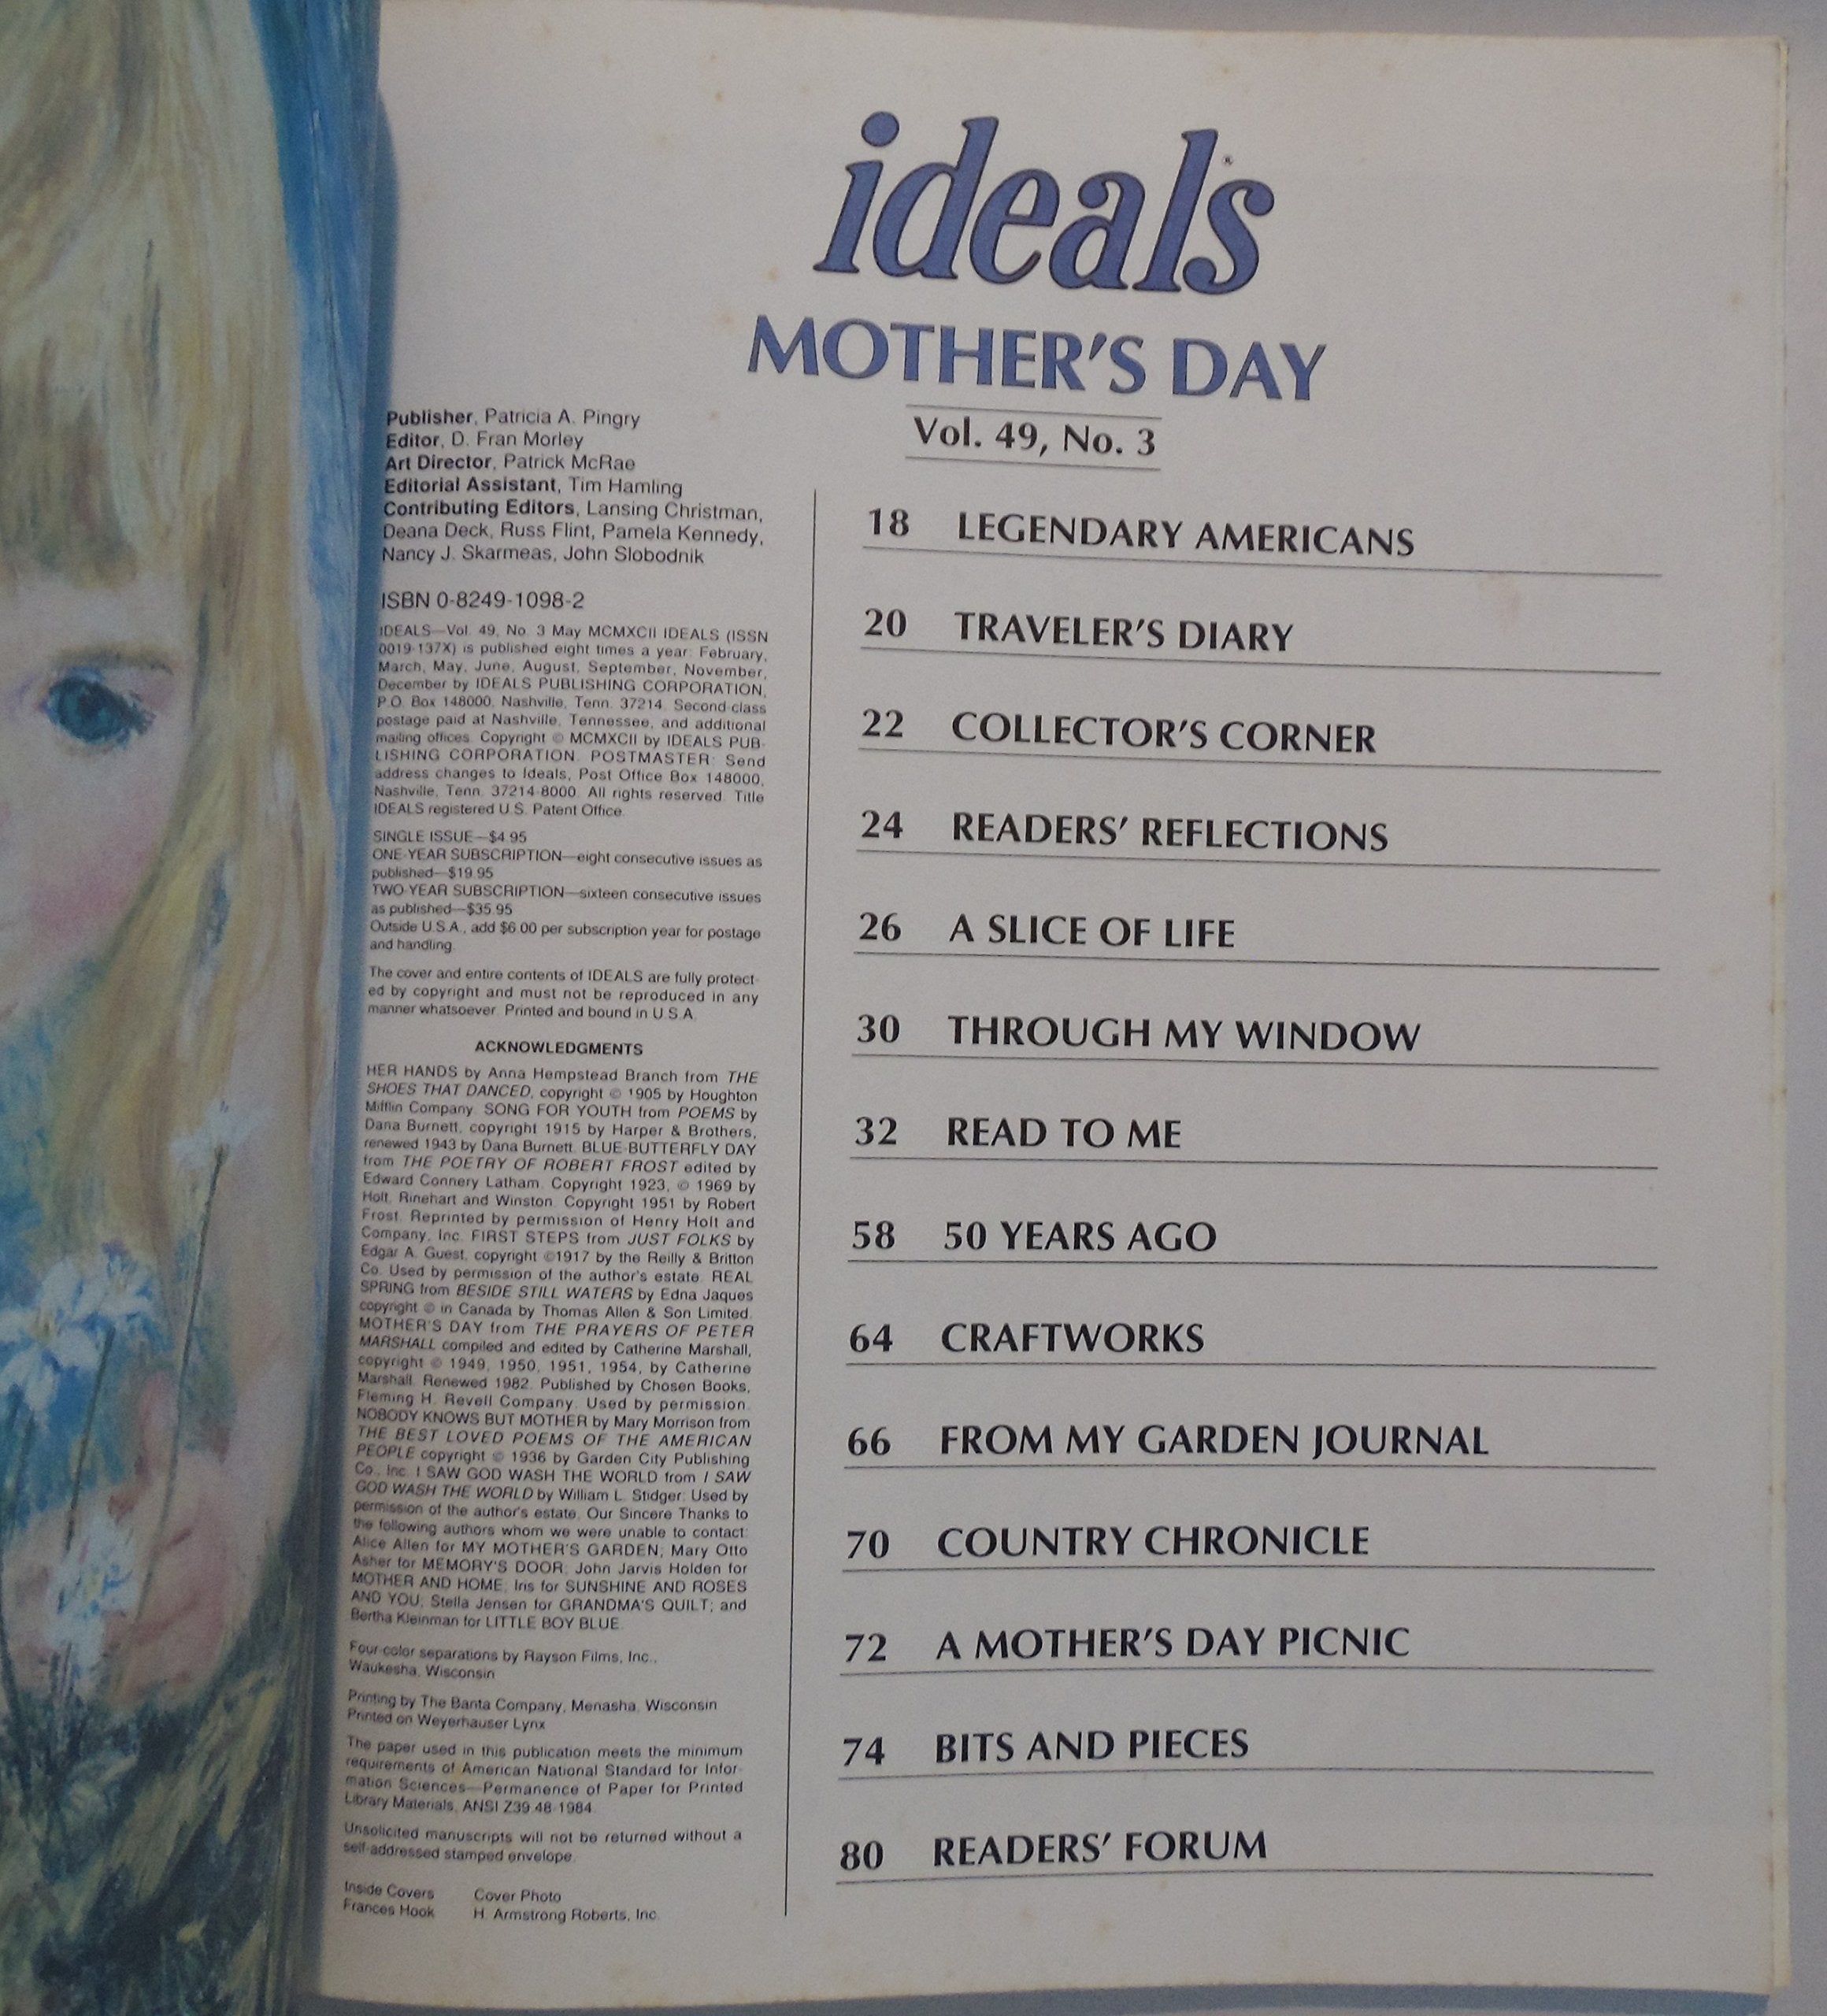 ideals®
MOTHER'S DAY
Vol. 49, No. 3
Publisher, Patricia A. Pingry
Editor, D. Fran Morley
Art Director, Patrick McRae
Editorial Assistant, Tim Hamling
Contributing Editors, Lansing Christman,
Deana Deck, Russ Flint, Pamela Kennedy,
Nancy J. Skarmeas, John Slobodnik
ISBN 0-8249-1098-2
IDEALS—Vol. 49, No. 3 May MCMXCII IDEALS (ISSN
0019-137X) is published eight times a year: February,
March, May, June, August, September, November,
December by IDEALS PUBLISHING CORPORATION,
P.O. Box 148000, Nashville, Tenn. 37214. Second-class
postage paid at Nashville, Tennessee, and additional
mailing offices. Copyright © MCMXCII by IDEALS PUB-
LISHING CORPORATION. POSTMASTER: Send
address changes to Ideals, Post Office Box 148000,
Nashville, Tenn. 37214-8000. All rights reserved. Title
IDEALS registered U.S. Patent Office.
SINGLE ISSUE—$4.95
ONE-YEAR SUBSCRIPTION—eight consecutive issues as
published—$19.95
TWO-YEAR SUBSCRIPTION—sixteen consecutive issues
as published—$35.95
Outside U.S.A., add $6.00 per subscription year for postage
and handling.
The cover and entire contents of IDEALS are fully protect-
ed by copyright and must not be reproduced in any
manner whatsoever. Printed and bound in U.S.A.
ACKNOWLEDGMENTS
HER HANDS by Anna Hempstead Branch from THE
SHOES THAT DANCED, copyright © 1905 by Houghton
Mifflin Company. SONG FOR YOUTH from POEMS by
Dana Burnett, copyright 1915 by Harper & Brothers,
renewed 1943 by Dana Burnett. BLUE-BUTTERFLY DAY
from THE POETRY OF ROBERT FROST edited by
Edward Connery Latham. Copyright 1923, © 1969 by
Holt, Rinehart and Winston. Copyright 1951 by Robert
Frost. Reprinted by permission of Henry Holt and
Company, Inc. FIRST STEPS from JUST FOLKS by
Edgar A. Guest, copyright ©1917 by the Reilly & Britton
Co. Used by permission of the author's estate. REAL
SPRING from BESIDE STILL WATERS by Edna Jaques
copyright © in Canada by Thomas Allen & Son Limited.
MOTHER'S DAY from THE PRAYERS OF PETER
MARSHALL compiled and edited by Catherine Marshall,
copyright © 1949, 1950, 1951, 1954, by Catherine
Marshall. Renewed 1982. Published by Chosen Books,
Fleming H. Revell Company. Used by permission.
NOBODY KNOWS BUT MOTHER by Mary Morrison from
THE BEST LOVED POEMS OF THE AMERICAN
PEOPLE copyright © 1936 by Garden City Publishing
Co., Inc. I SAW GOD WASH THE WORLD from I SAW
GOD WASH THE WORLD by William L. Stidger. Used by
permission of the author's estate. Our Sincere Thanks to
the following authors whom we were unable to contact:
Alice Allen for MY MOTHER'S GARDEN; Mary Otto
Asher for MEMORY'S DOOR; John Jarvis Holden for
MOTHER AND HOME; Iris for SUNSHINE AND ROSES
AND YOU; Stella Jensen for GRANDMA'S QUILT; and
Bertha Kleinman for LITTLE BOY BLUE.
Four-color separations by Rayson Films, Inc.,
Waukesha, Wisconsin
Printing by The Banta Company, Menasha, Wisconsin
Printed on Weyerhauser Lynx
The paper used in this publication meets the minimum
requirements of American National Standard for Infor-
mation Sciences—Permanence of Paper for Printed
Library Materials, ANSI Z39.48-1984.
Unsolicited manuscripts will not be returned without a
self-addressed stamped envelope.
Inside Covers Cover Photo
Frances Hook H. Armstrong Roberts, Inc.
18 LEGENDARY AMERICANS
20 TRAVELER'S DIARY
22 COLLECTOR'S CORNER
24 READERS' REFLECTIONS
26 A SLICE OF LIFE
30 THROUGH MY WINDOW
32 READ TO ME
58 50 YEARS AGO
64 CRAFTWORKS
66 FROM MY GARDEN JOURNAL
70 COUNTRY CHRONICLE
72 A MOTHER'S DAY PICNIC
74 BITS AND PIECES
80 READERS' FORUM